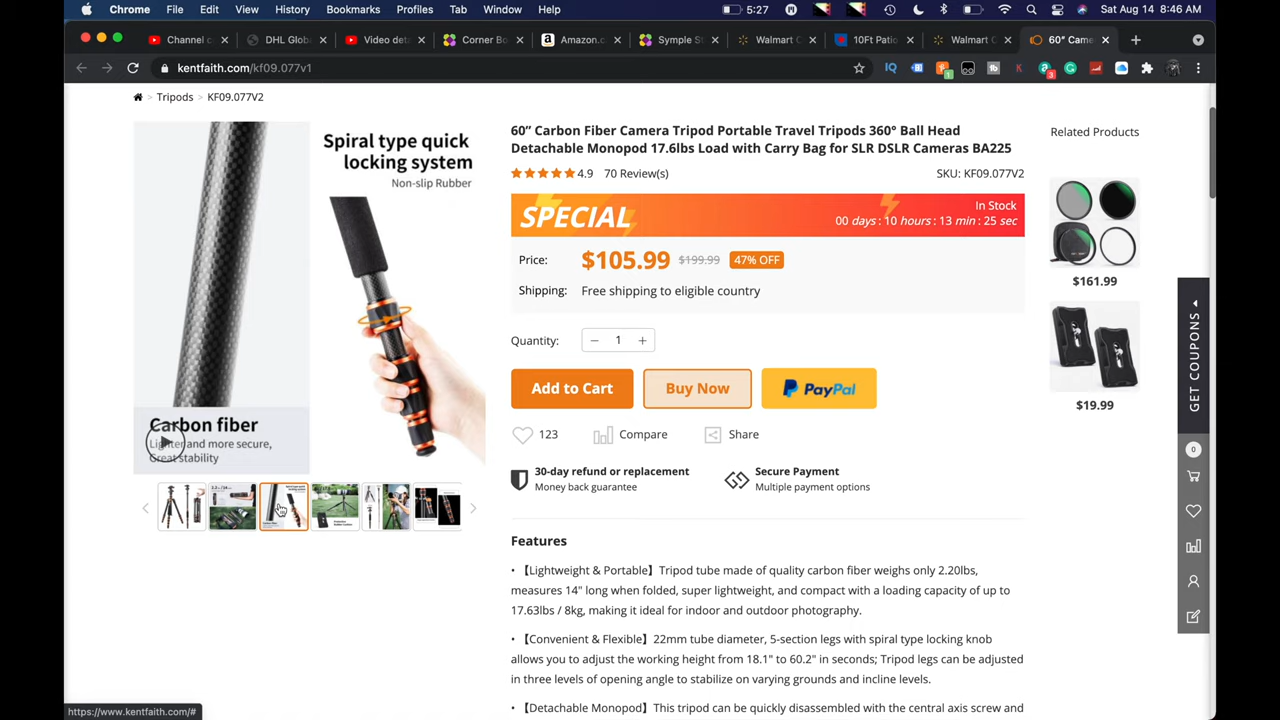 Chrome File Edit View History Bookmarks Profiles Tab Window Help 5:27 Sat Aug 14 8:46 AM
Channel c DHL Globa Video det Corner Bo Amazon.c Symple St Walmart C 10Ft Patio Walmart C 60" Came
kentfaith.com/kf09.077v1
> Tripods > KF09.077V2
Spiral type quick
locking system
Non-slip Rubber
Carbon fiber
Lighter and more secure,
Great stability
60” Carbon Fiber Camera Tripod Portable Travel Tripods 360° Ball Head
Detachable Monopod 17.6lbs Load with Carry Bag for SLR DSLR Cameras BA225
4.9 70 Review(s) SKU: KF09.077V2
SPECIAL
In Stock
00 days : 10 hours : 13 min : 25 sec
Price: $105.99 $199.99 47% OFF
Shipping: Free shipping to eligible country
Quantity: − 1 +
Add to Cart Buy Now PayPal
123 Compare Share
30-day refund or replacement
Money back guarantee
Secure Payment
Multiple payment options
Features
• 【Lightweight & Portable】Tripod tube made of quality carbon fiber weighs only 2.20lbs,
measures 14" long when folded, super lightweight, and compact with a loading capacity of up to
17.63lbs / 8kg, making it ideal for indoor and outdoor photography.
• 【Convenient & Flexible】22mm tube diameter, 5-section legs with spiral type locking knob
allows you to adjust the working height from 18.1" to 60.2" in seconds; Tripod legs can be adjusted
in three levels of opening angle to stabilize on varying grounds and incline levels.
• 【Detachable Monopod】This tripod can be quickly disassembled with the central axis screw and
Related Products
$161.99
$19.99
GET COUPONS
0
https://www.kentfaith.com/#